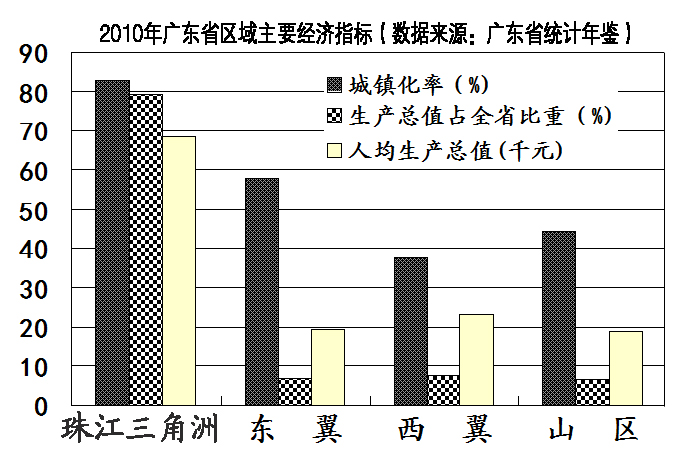 2010年广东省区域主要经济指标(数据来源:广东省统计年鉴)
90
80
70
60
50
40
30
20
10
0
城镇化率(%)
生产总值占全省比重(%)
人均生产总值(千元)
珠江三角洲 东翼 西翼 山区